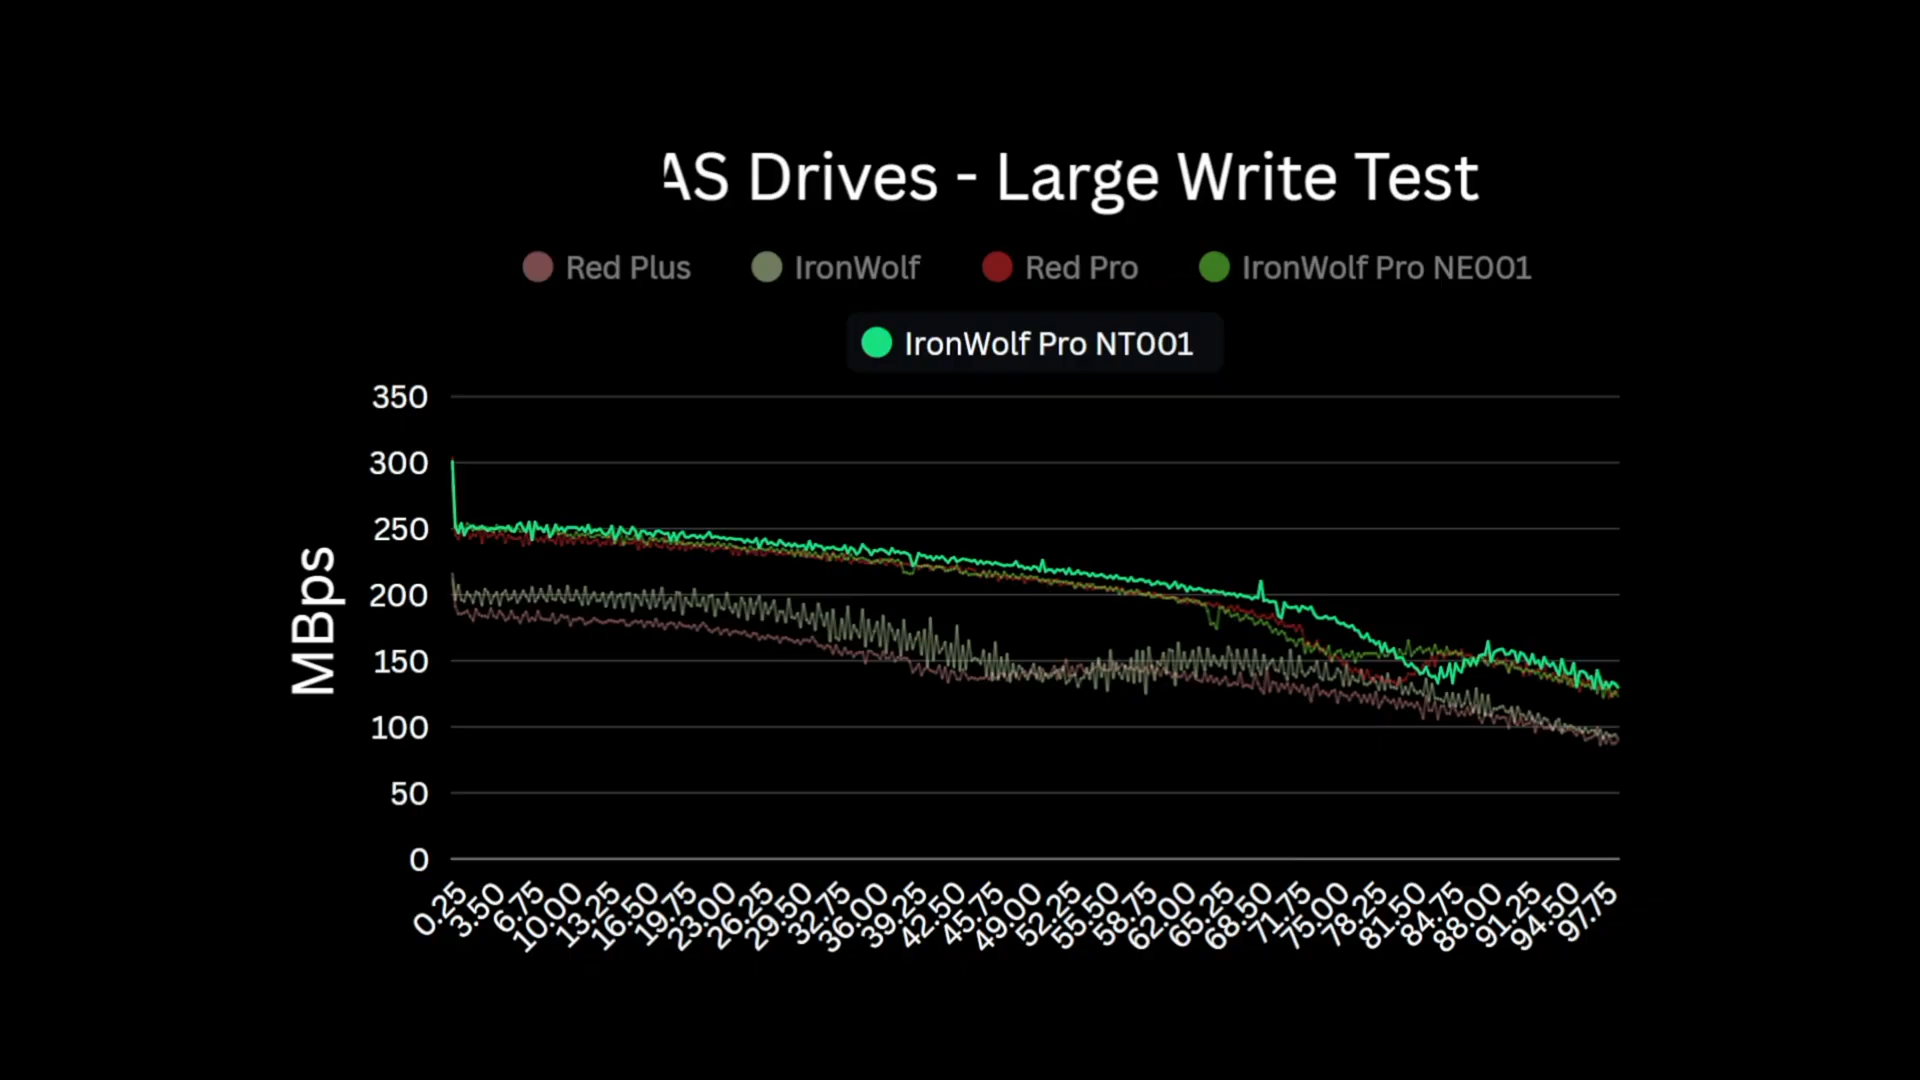 AS Drives - Large Write Test
Red Plus IronWolf Red Pro IronWolf Pro NE001
IronWolf Pro NT001
350
300
250
200
150
100
50
0
MBps
0.25 3.50 6.75 10.00 13.25 16.50 19.75 23.00 26.25 29.50 32.75 36.00 39.25 42.50 45.75 49.00 52.25 55.50 58.75 62.00 65.25 68.50 71.75 75.00 78.25 81.50 84.75 88.00 91.25 94.50 97.75